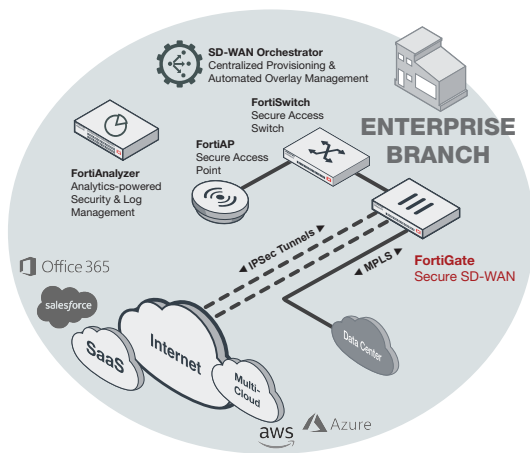 SD-WAN Orchestrator
Centralized Provisioning &
Automated Overlay Management
FortiSwitch
Secure Access
Switch
ENTERPRISE
BRANCH
FortiAP
Secure Access
Point
FortiAnalyzer
Analytics-powered
Security & Log
Management
◀ IPSec Tunnels ▶
◀ MPLS ▶
FortiGate
Secure SD-WAN
Office 365
salesforce
SaaS
Internet
Multi-
Cloud
Data Center
aws
Azure